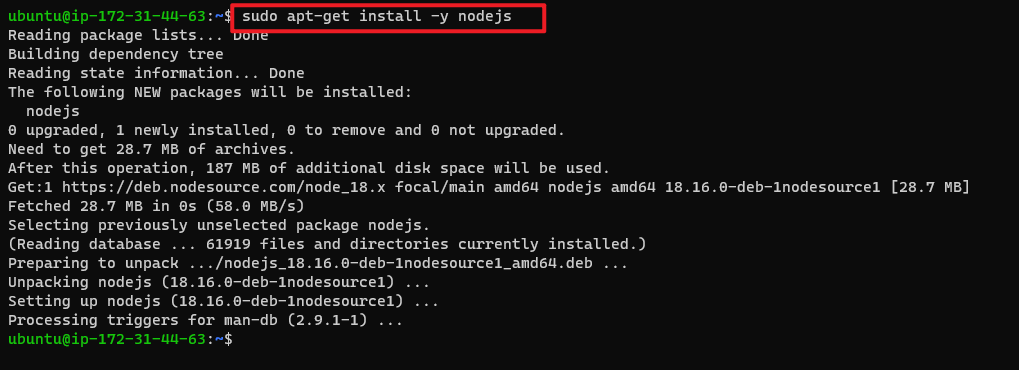 ubuntu@ip-172-31-44-63:~$ sudo apt-get install -y nodejs
Reading package lists... Done
Building dependency tree
Reading state information... Done
The following NEW packages will be installed:
  nodejs
0 upgraded, 1 newly installed, 0 to remove and 0 not upgraded.
Need to get 28.7 MB of archives.
After this operation, 187 MB of additional disk space will be used.
Get:1 https://deb.nodesource.com/node_18.x focal/main amd64 nodejs amd64 18.16.0-deb-1nodesource1 [28.7 MB]
Fetched 28.7 MB in 0s (58.0 MB/s)
Selecting previously unselected package nodejs.
(Reading database ... 61919 files and directories currently installed.)
Preparing to unpack .../nodejs_18.16.0-deb-1nodesource1_amd64.deb ...
Unpacking nodejs (18.16.0-deb-1nodesource1) ...
Setting up nodejs (18.16.0-deb-1nodesource1) ...
Processing triggers for man-db (2.9.1-1) ...
ubuntu@ip-172-31-44-63:~$